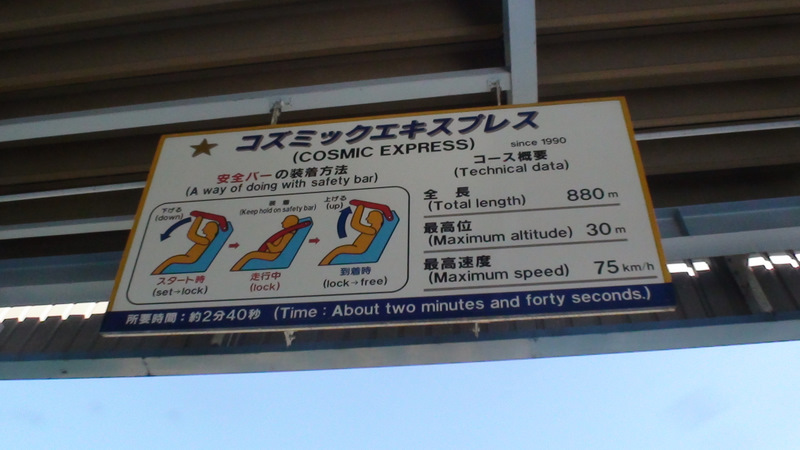 コズミックエキスプレス
(COSMIC EXPRESS)
since 1990
安全バーの装着方法
(A way of doing with safety bar)
下げる
(down)
装着
(Keep hold on safety bar)
上げる
(up)
スタート時
(set→lock)
走行中
(lock)
到着時
(lock→free)
コース概要
(Technical data)
全長
(Total length) 880m
最高位
(Maximum altitude) 30m
最高速度
(Maximum speed) 75km/h
所要時間：約2分40秒 (Time：About two minutes and forty seconds.)